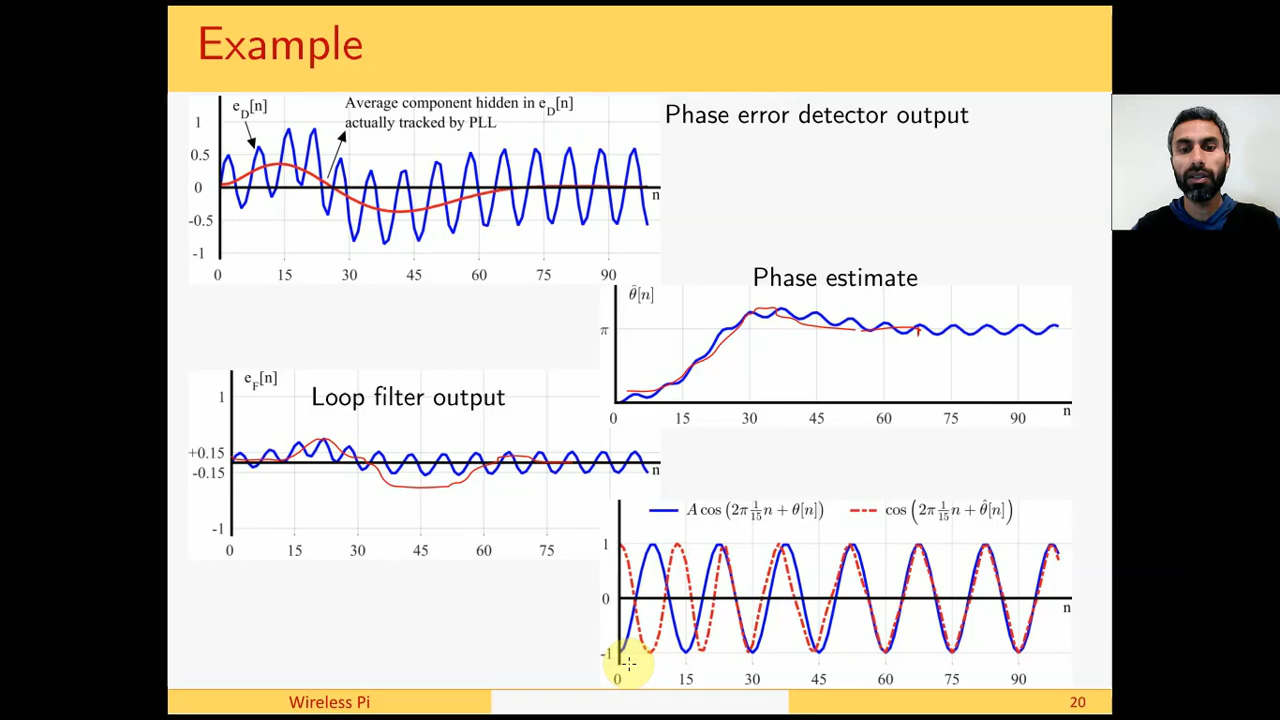 Example
e_D[n]
Average component hidden in e_D[n]
actually tracked by PLL
Phase error detector output
1
0.5
0
-0.5
-1
n
0 15 30 45 60 75 90
Phase estimate
θ̂[n]
π
n
0 15 30 45 60 75 90
e_F[n]
Loop filter output
1
+0.15
-0.15
-1
n
0 15 30 45 60 75
A cos (2π 1/15 n + θ[n]) cos (2π 1/15 n + θ̂[n])
1
0
-1
n
0 15 30 45 60 75 90
Wireless Pi 20